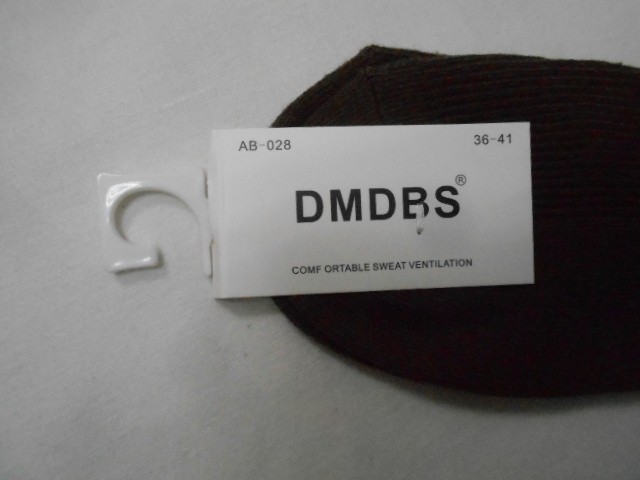 AB-028 36-41
DMDBS®
COMF ORTABLE SWEAT VENTILATION